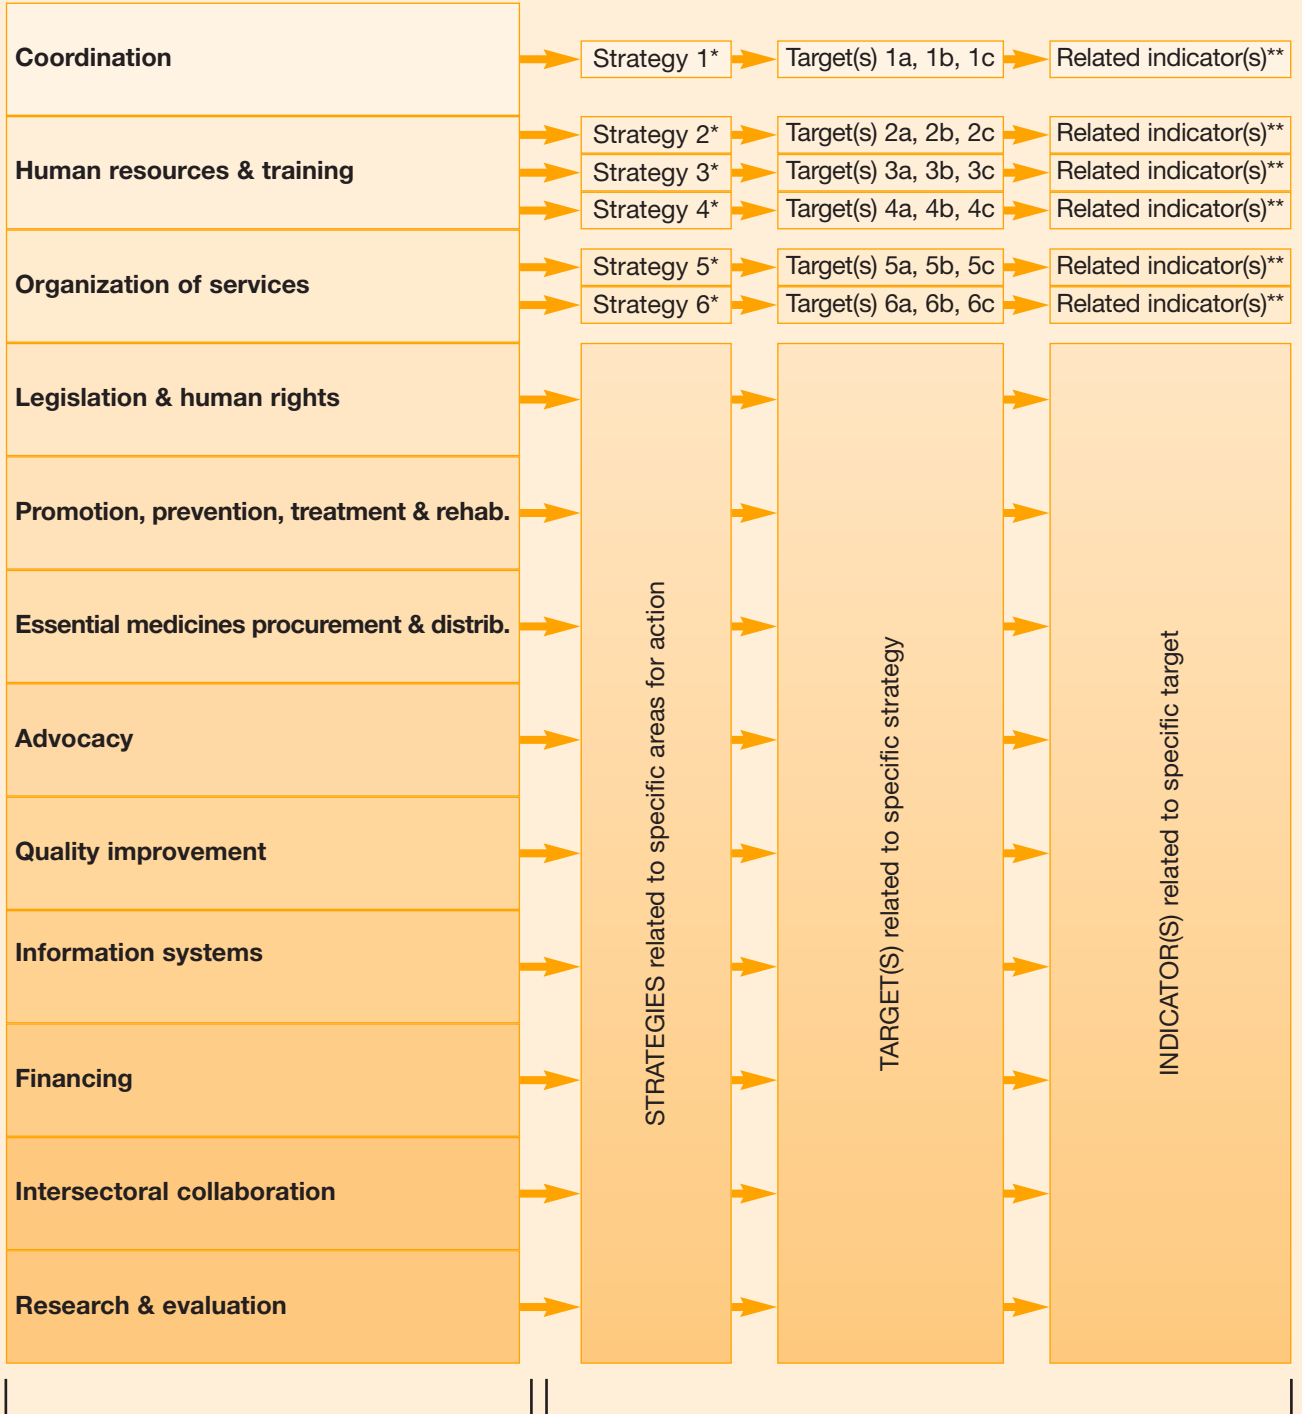 Coordination
Strategy 1*
Target(s) 1a, 1b, 1c
Related indicator(s)**
Human resources & training
Strategy 2*
Target(s) 2a, 2b, 2c
Related indicator(s)**
Strategy 3*
Target(s) 3a, 3b, 3c
Related indicator(s)**
Strategy 4*
Target(s) 4a, 4b, 4c
Related indicator(s)**
Organization of services
Strategy 5*
Target(s) 5a, 5b, 5c
Related indicator(s)**
Strategy 6*
Target(s) 6a, 6b, 6c
Related indicator(s)**
Legislation & human rights
Promotion, prevention, treatment & rehab.
Essential medicines procurement & distrib.
Advocacy
Quality improvement
Information systems
Financing
Intersectoral collaboration
Research & evaluation
STRATEGIES related to specific areas for action
TARGET(S) related to specific strategy
INDICATOR(S) related to specific target